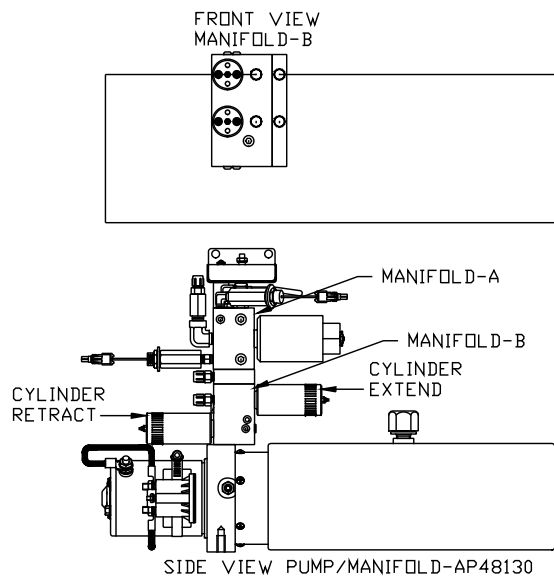 FRONT VIEW
MANIFOLD-B
MANIFOLD-A
MANIFOLD-B
CYLINDER
EXTEND
CYLINDER
RETRACT
SIDE VIEW PUMP/MANIFOLD-AP48130